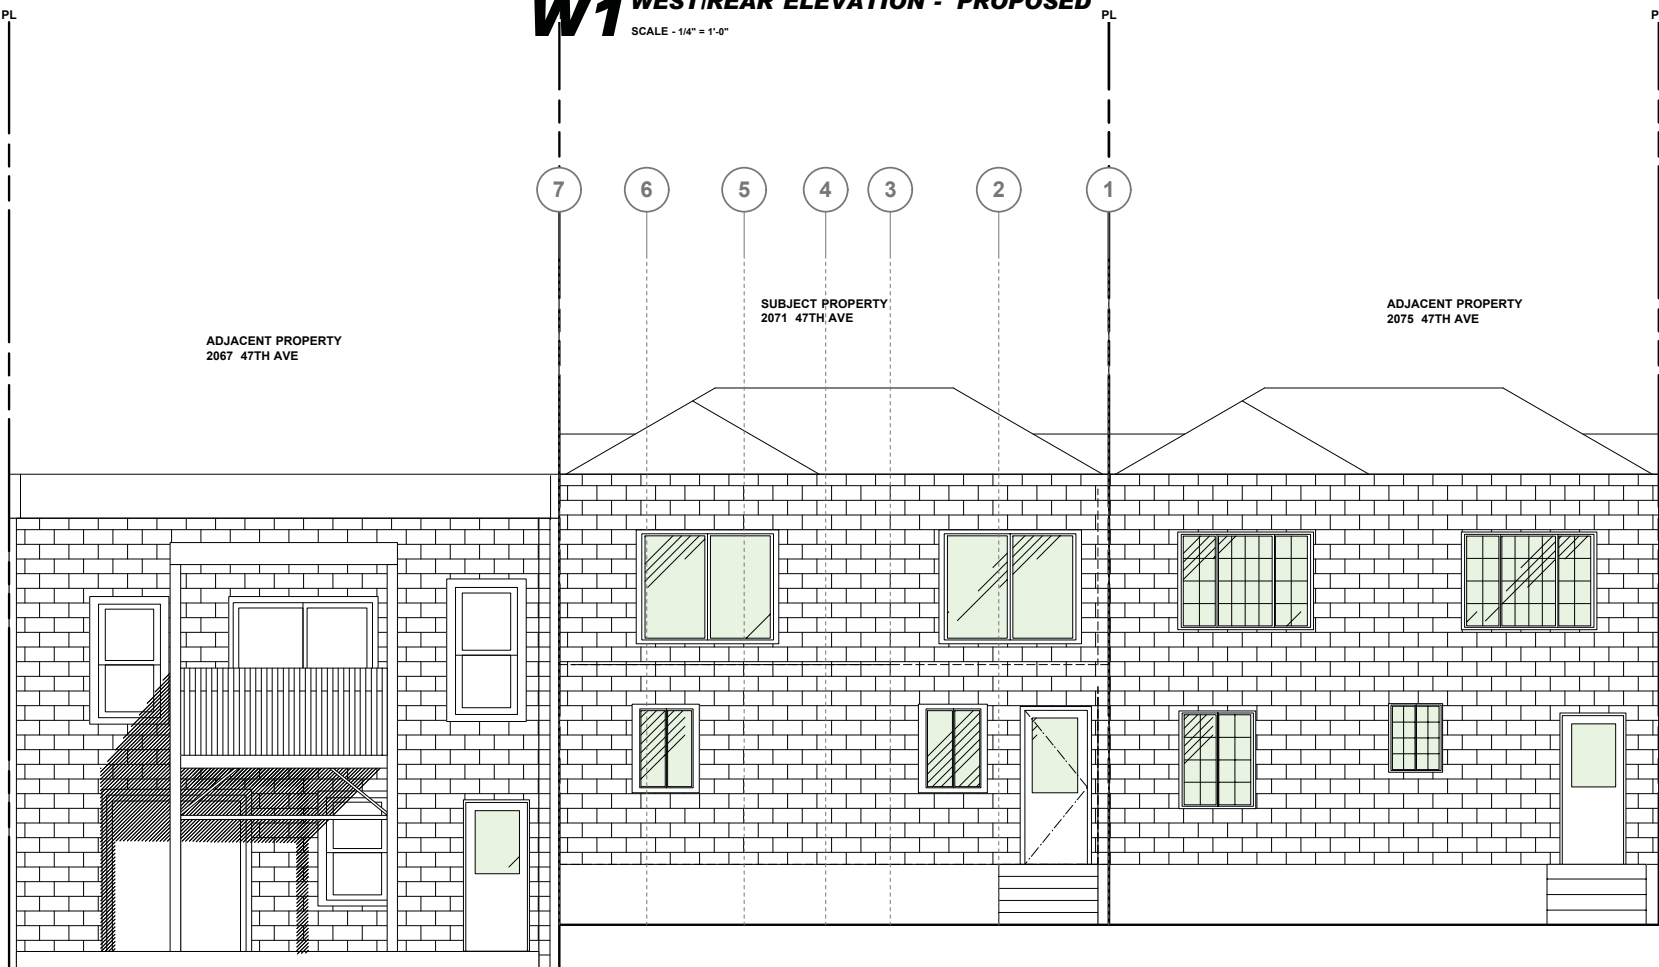 PL
W1 WEST/REAR ELEVATION - PROPOSED
PL
P
SCALE - 1/4" = 1'-0"
7
6
5
4
3
2
1
SUBJECT PROPERTY
2071 47TH AVE
ADJACENT PROPERTY
2075 47TH AVE
ADJACENT PROPERTY
2067 47TH AVE